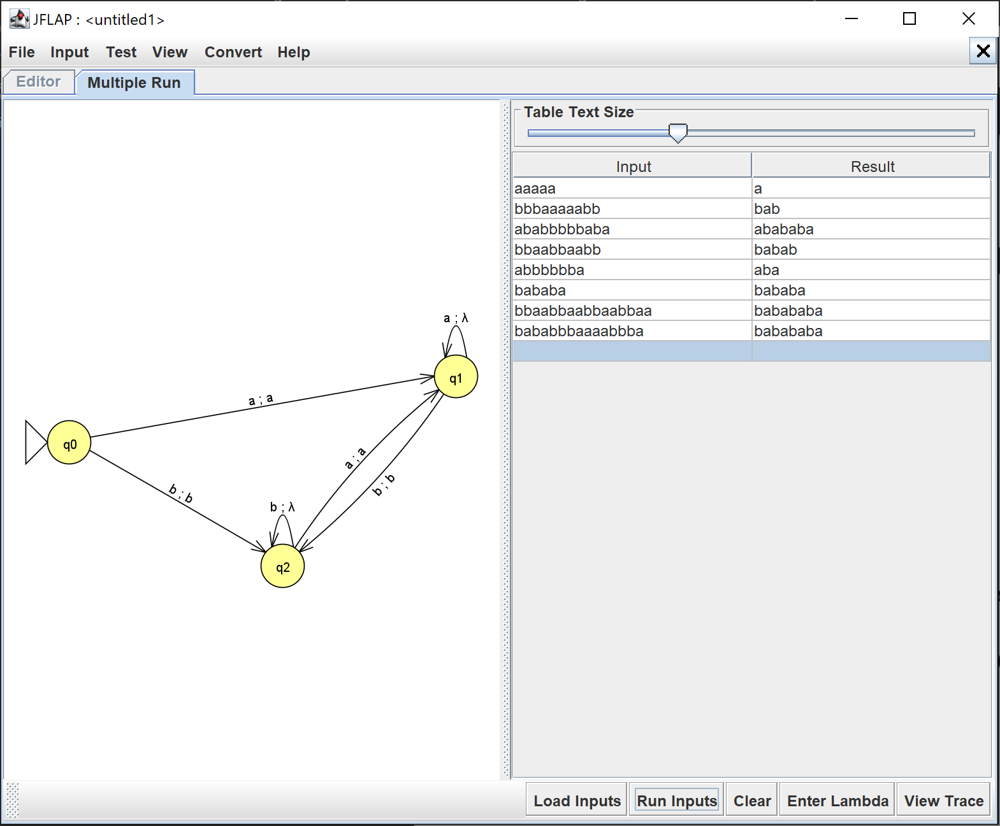 JFLAP : <untitled1>
File Input Test View Convert Help
Editor Multiple Run
Table Text Size
Input Result
aaaaa a
bbbaaaaabb bab
ababbbbbaba abababa
bbaabbaabb babab
abbbbbba aba
bababa bababa
bbaabbaabbaabbaa babababa
bababbbaaaabbba babababa
a ; λ
q1
a ; a
q0
a ; a
b ; b
b ; b
b ; λ
q2
Load Inputs Run Inputs Clear Enter Lambda View Trace